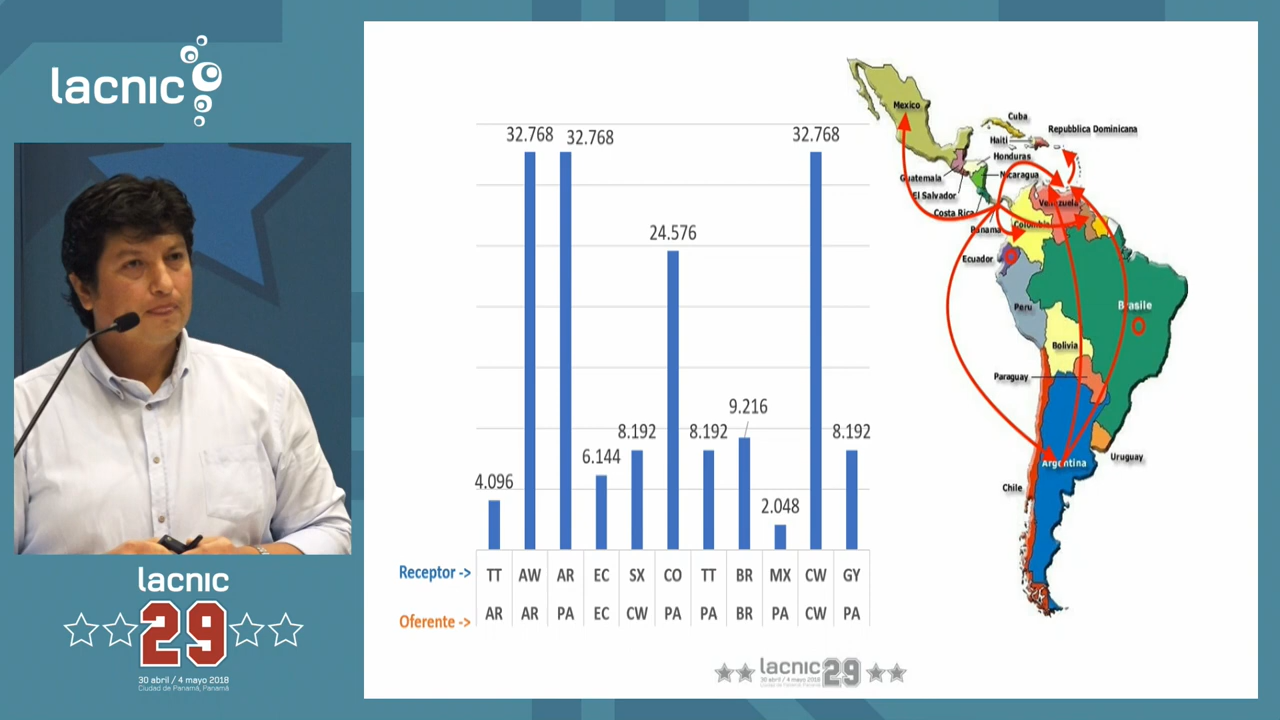 lacnic
lacnic
29
30 abril / 4 mayo 2018
Ciudad de Panamá, Panamá
32.768
32.768
32.768
24.576
9.216
8.192
8.192
8.192
6.144
4.096
2.048
Receptor -> TT AW AR EC SX CO TT BR MX CW GY
Oferente -> AR AR PA EC CW PA PA BR PA CW PA
Mexico
Cuba
Repubblica Dominicana
Haiti
Honduras
Guatemala
Nicaragua
El Salvador
Costa Rica
Venezuela
Panama
Colombia
Ecuador
Peru
Brasile
Bolivia
Paraguay
Argentina
Uruguay
Chile
lacnic 29
30 abril / 4 mayo 2018
Ciudad de Panamá, Panamá